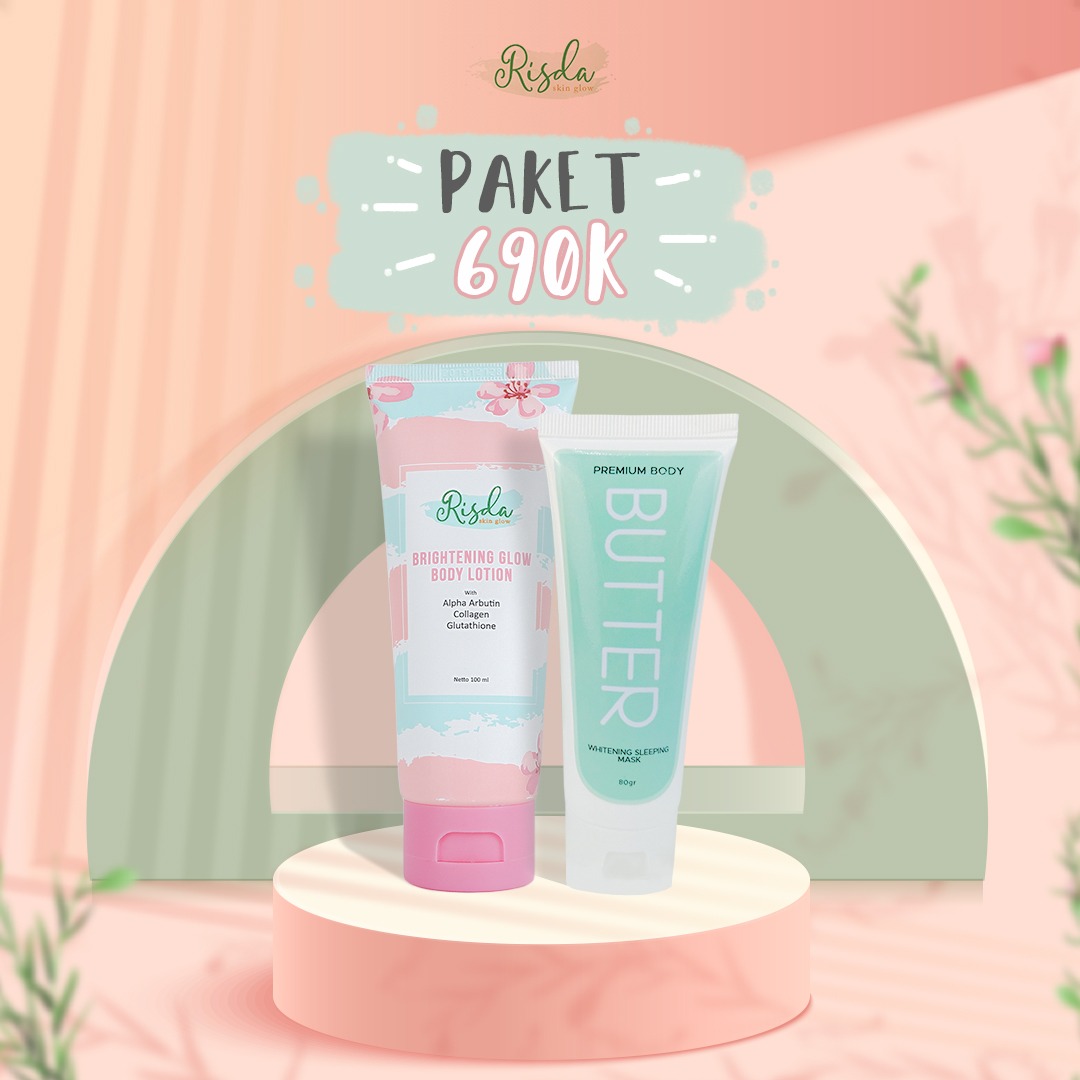 Risda
skin glow
PAKET
690K
Risda
skin glow
BRIGHTENING GLOW
BODY LOTION
With
Alpha Arbutin
Collagen
Glutathione
Netto 100 ml
PREMIUM BODY
BUTTER
WHITENING SLEEPING
MASK
80gr